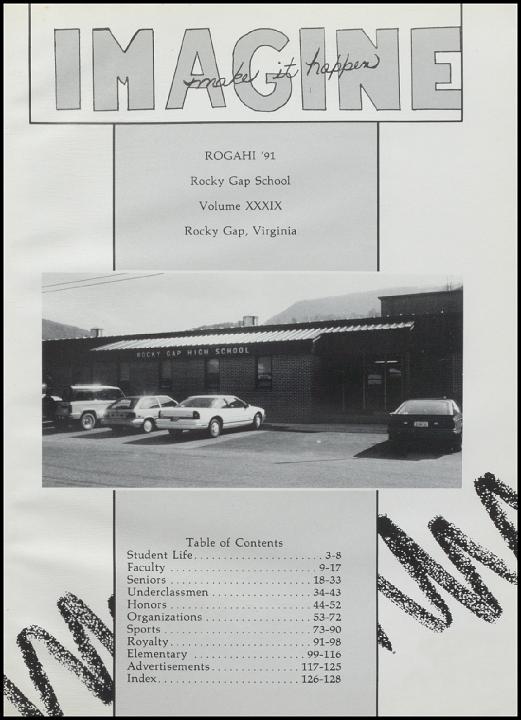 IMAGINE
make it happen
ROGAHI '91
Rocky Gap School
Volume XXXIX
Rocky Gap, Virginia
ROCKY GAP HIGH SCHOOL
Table of Contents
Student Life . . . . . . . . . . . . . . . . . . . . . . 3-8
Faculty . . . . . . . . . . . . . . . . . . . . . . . . . . 9-17
Seniors . . . . . . . . . . . . . . . . . . . . . . . . 18-33
Underclassmen . . . . . . . . . . . . . . . . . 34-43
Honors . . . . . . . . . . . . . . . . . . . . . . . . 44-52
Organizations . . . . . . . . . . . . . . . . . . 53-72
Sports . . . . . . . . . . . . . . . . . . . . . . . . . 73-90
Royalty . . . . . . . . . . . . . . . . . . . . . . . . 91-98
Elementary . . . . . . . . . . . . . . . . . . . . 99-116
Advertisements . . . . . . . . . . . . . . . 117-125
Index . . . . . . . . . . . . . . . . . . . . . . . . 126-128